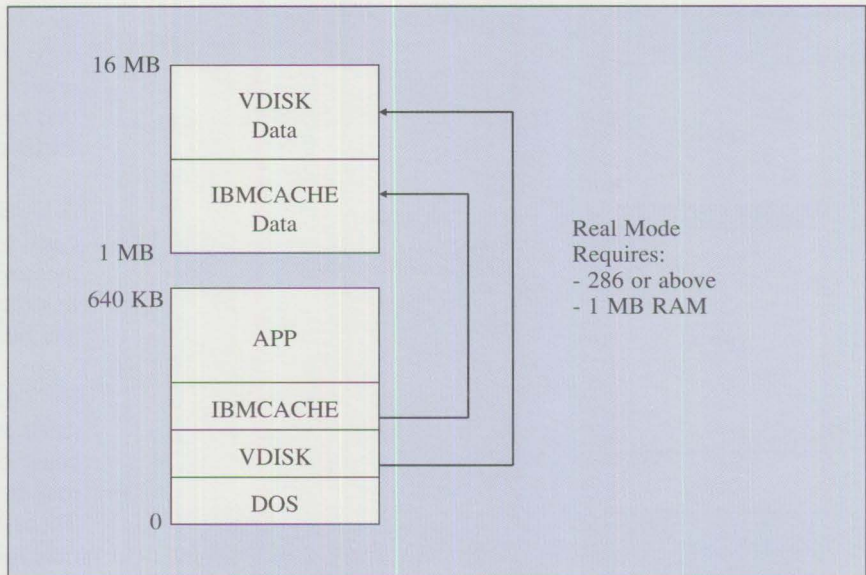 16 MB
VDISK
Data
IBMCACHE
Data
1 MB
640 KB
APP
IBMCACHE
VDISK
DOS
0
Real Mode
Requires:
- 286 or above
- 1 MB RAM